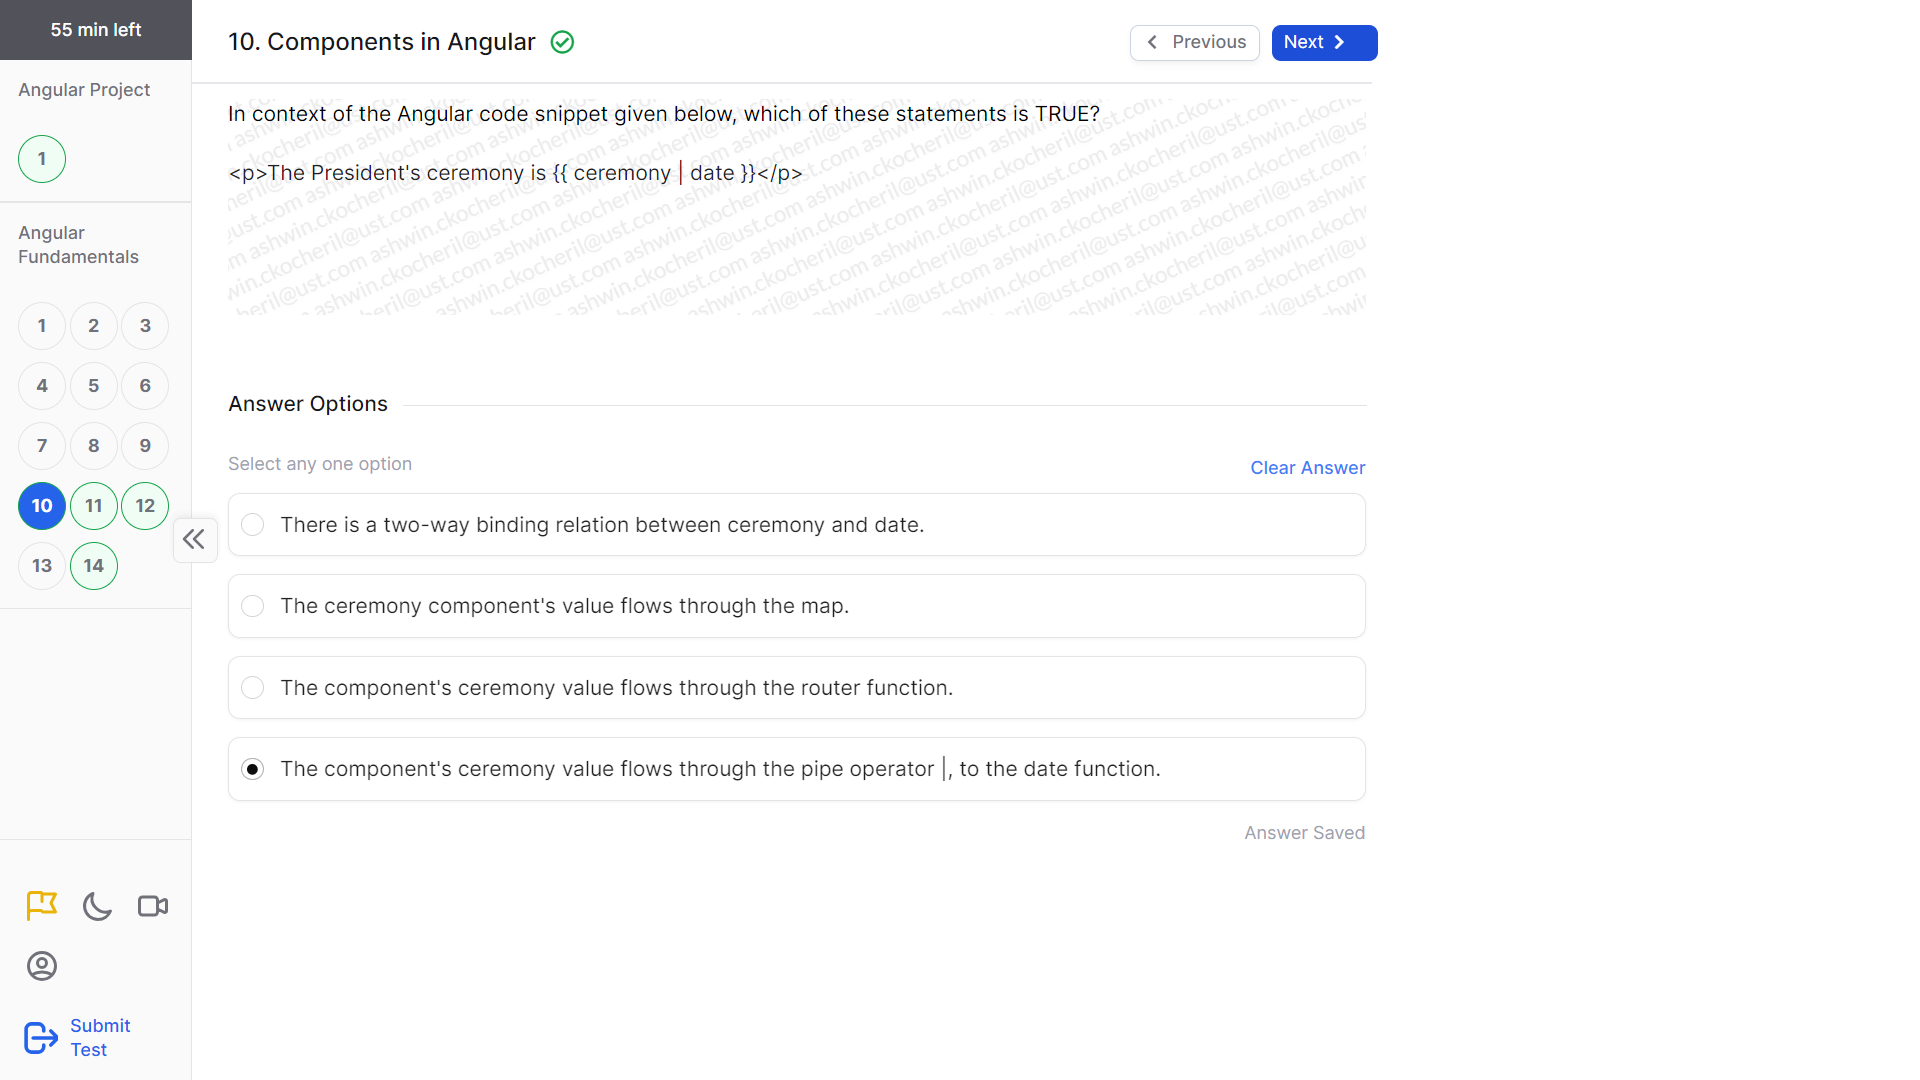 55 min left
10. Components in Angular
Previous
Next
Angular Project
1
In context of the Angular code snippet given below, which of these statements is TRUE?
<p>The President's ceremony is {{ ceremony | date }}</p>
ashwin.ckocheril@ust.com
Angular
Fundamentals
1 2 3
4 5 6
7 8 9
10 11 12
13 14
Answer Options
Select any one option
Clear Answer
There is a two-way binding relation between ceremony and date.
The ceremony component's value flows through the map.
The component's ceremony value flows through the router function.
The component's ceremony value flows through the pipe operator |, to the date function.
Answer Saved
Submit
Test